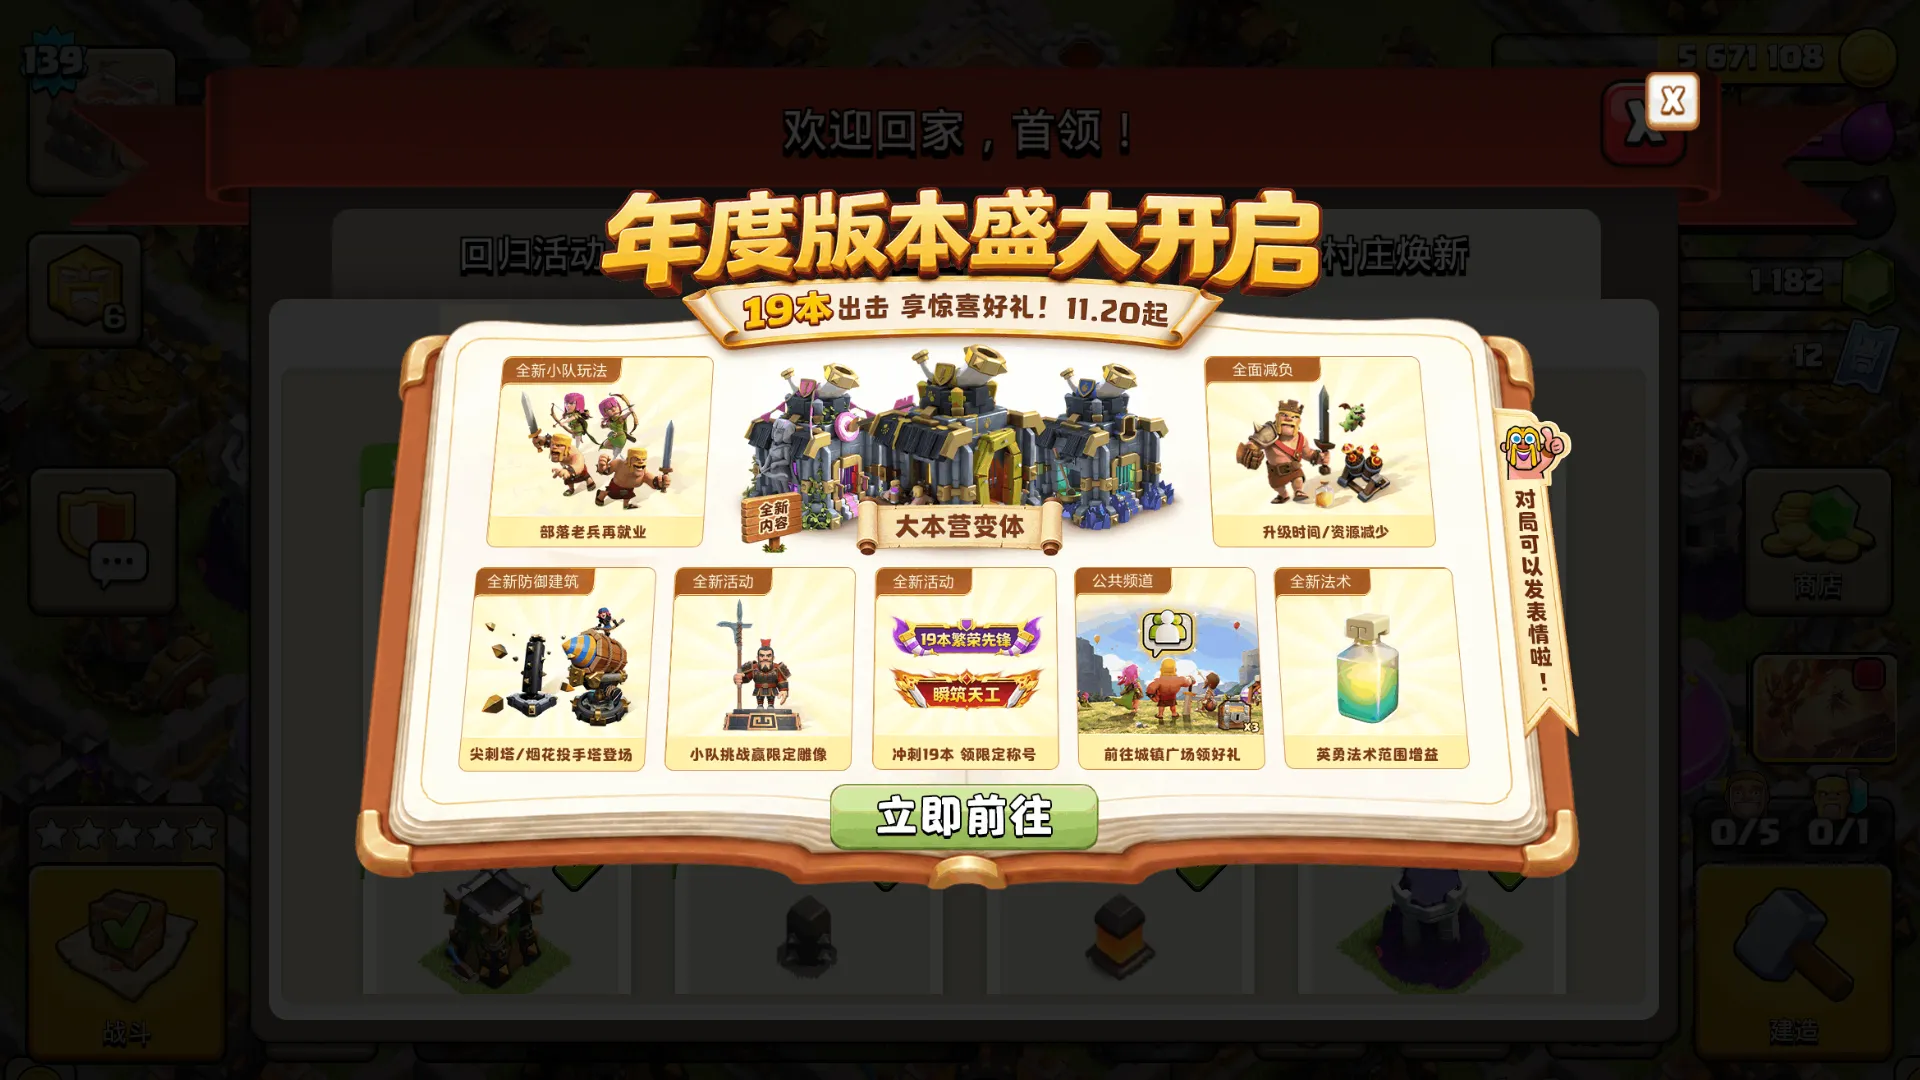 139
5 671 108
欢迎回家，首领！
X
X
回归活动
村庄焕新
年度版本盛大开启
19本出击 享惊喜好礼！11.20起
1 182
6
12
全新小队玩法
部落老兵再就业
全新内容
大本营变体
全面减负
升级时间/资源减少
对局可以发表情啦！
全新防御建筑
尖刺塔/烟花投手塔登场
全新活动
小队挑战赢限定雕像
全新活动
19本繁荣先锋
瞬筑天工
冲刺19本 领限定称号
公共频道
X3
前往城镇广场领好礼
全新法术
英勇法术范围增益
商店
立即前往
0/5
0/1
战斗
建造